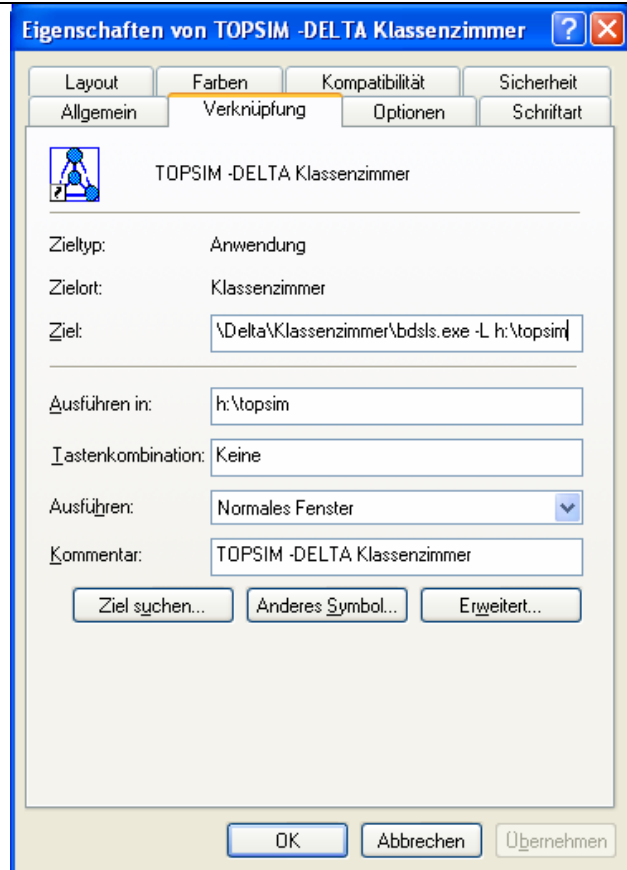 Eigenschaften von TOPSIM -DELTA Klassenzimmer
Layout Farben Kompatibilität Sicherheit
Allgemein Verknüpfung Optionen Schriftart
TOPSIM -DELTA Klassenzimmer
Zieltyp: Anwendung
Zielort: Klassenzimmer
Ziel: \Delta\Klassenzimmer\bdsls.exe -L h:\topsim
Ausführen in: h:\topsim
Tastenkombination: Keine
Ausführen: Normales Fenster
Kommentar: TOPSIM -DELTA Klassenzimmer
Ziel suchen... Anderes Symbol... Erweitert...
OK Abbrechen Übernehmen